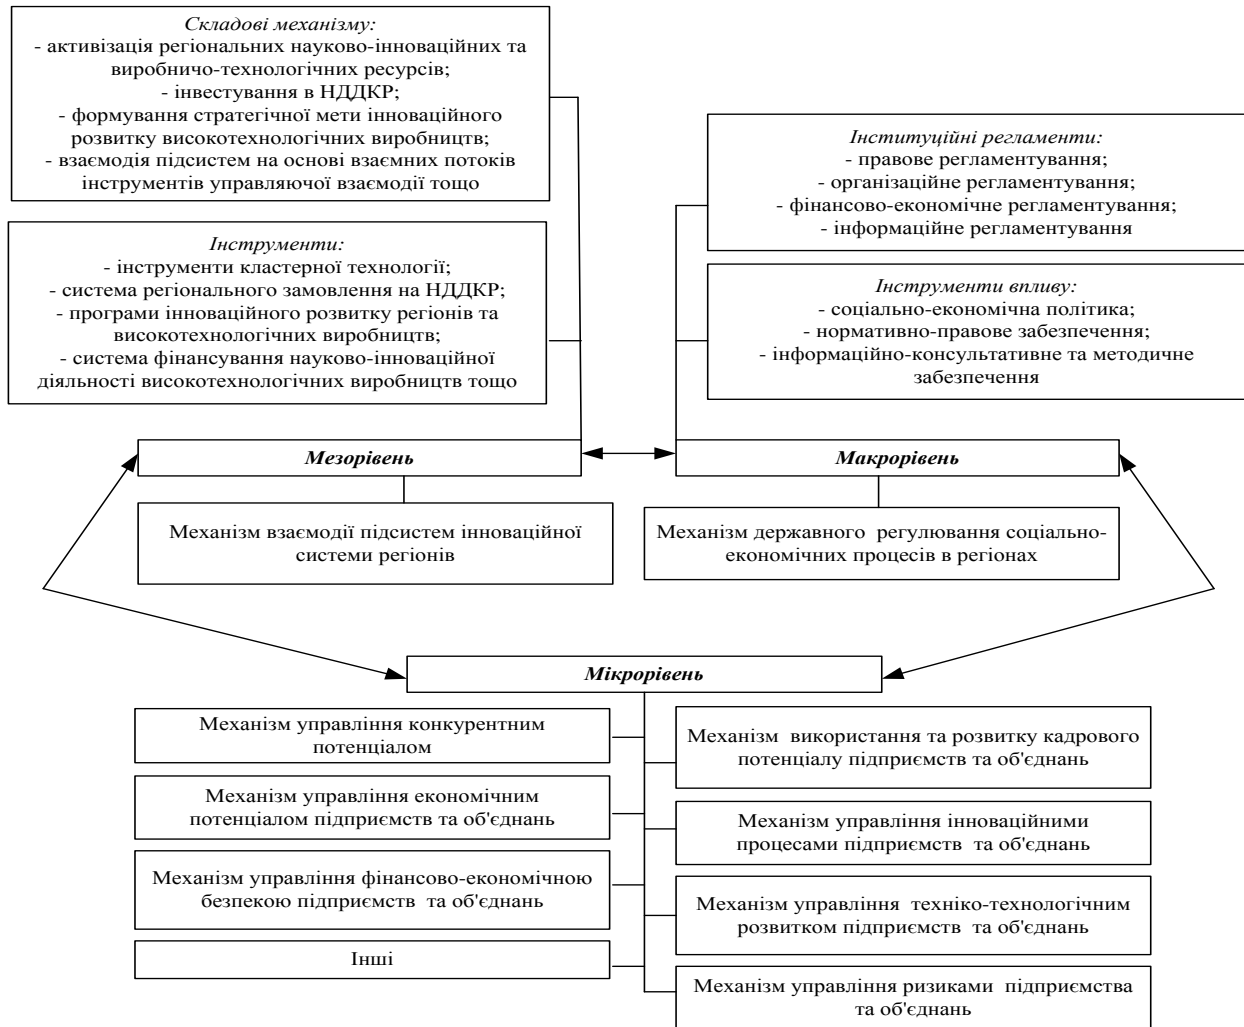 Складові механізму:
- активізація регіональних науково-інноваційних та
виробничо-технологічних ресурсів;
- інвестування в НДДКР;
- формування стратегічної мети інноваційного
розвитку високотехнологічних виробництв;
- взаємодія підсистем на основі взаємних потоків
інструментів управляючої взаємодії тощо
Інструменти:
- інструменти кластерної технології;
- система регіонального замовлення на НДДКР;
- програми інноваційного розвитку регіонів та
високотехнологічних виробництв;
- система фінансування науково-інноваційної
діяльності високотехнологічних виробництв тощо
Інституційні регламенти:
- правове регламентування;
- організаційне регламентування;
- фінансово-економічне регламентування;
- інформаційне регламентування
Інструменти впливу:
- соціально-економічна політика;
- нормативно-правове забезпечення;
- інформаційно-консультативне та методичне
забезпечення
Мезорівень
Макрорівень
Механізм взаємодії підсистем інноваційної
системи регіонів
Механізм державного регулювання соціально-
економічних процесів в регіонах
Мікрорівень
Механізм управління конкурентним
потенціалом
Механізм управління економічним
потенціалом підприємств та об'єднань
Механізм управління фінансово-економічною
безпекою підприємств та об'єднань
Інші
Механізм використання та розвитку кадрового
потенціалу підприємств та об'єднань
Механізм управління інноваційними
процесами підприємств та об'єднань
Механізм управління техніко-технологічним
розвитком підприємств та об'єднань
Механізм управління ризиками підприємства
та об'єднань